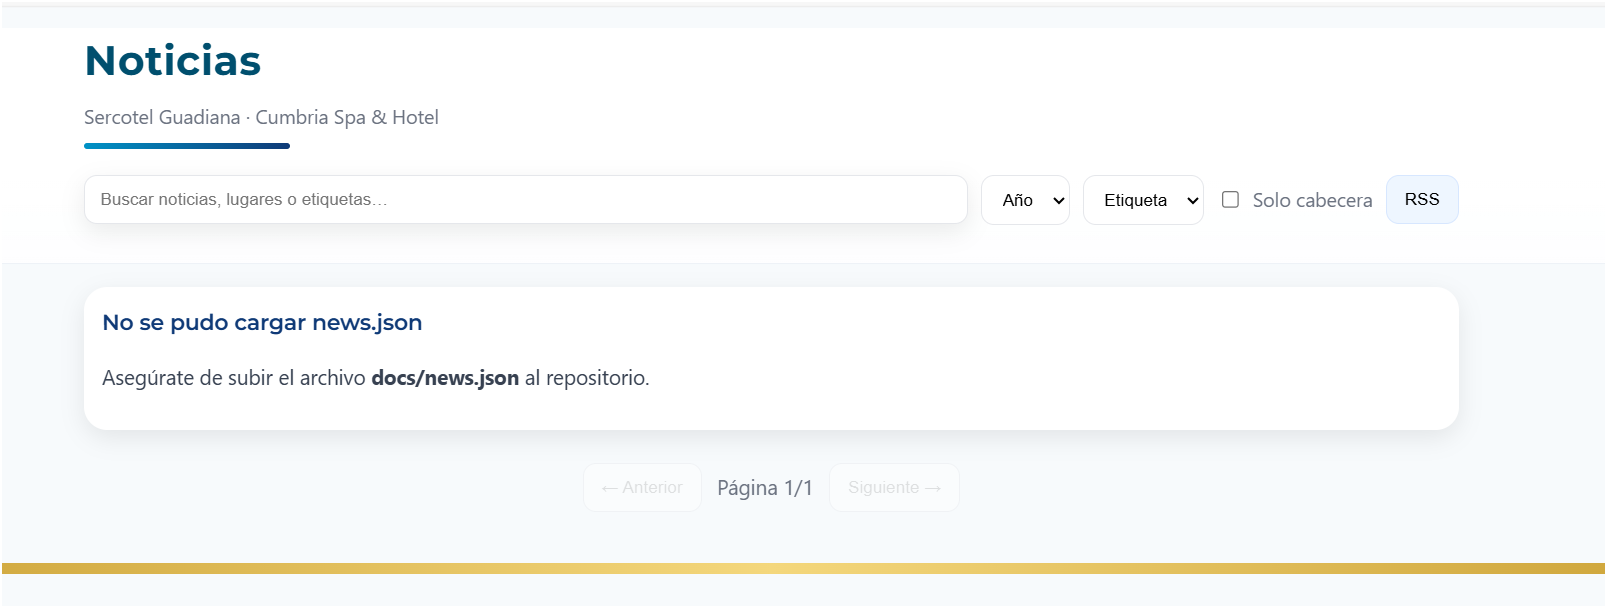 Noticias
Sercotel Guadiana · Cumbria Spa & Hotel
Buscar noticias, lugares o etiquetas…
Año
Etiqueta
Solo cabecera
RSS
No se pudo cargar news.json
Asegúrate de subir el archivo docs/news.json al repositorio.
← Anterior
Página 1/1
Siguiente →